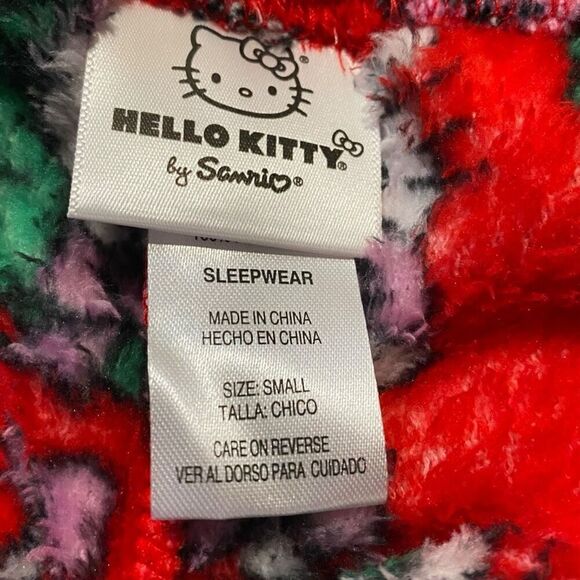 HELLO KITTY®
by Sanrio®
SLEEPWEAR
MADE IN CHINA
HECHO EN CHINA
SIZE: SMALL
TALLA: CHICO
CARE ON REVERSE
VER AL DORSO PARA CUIDADO